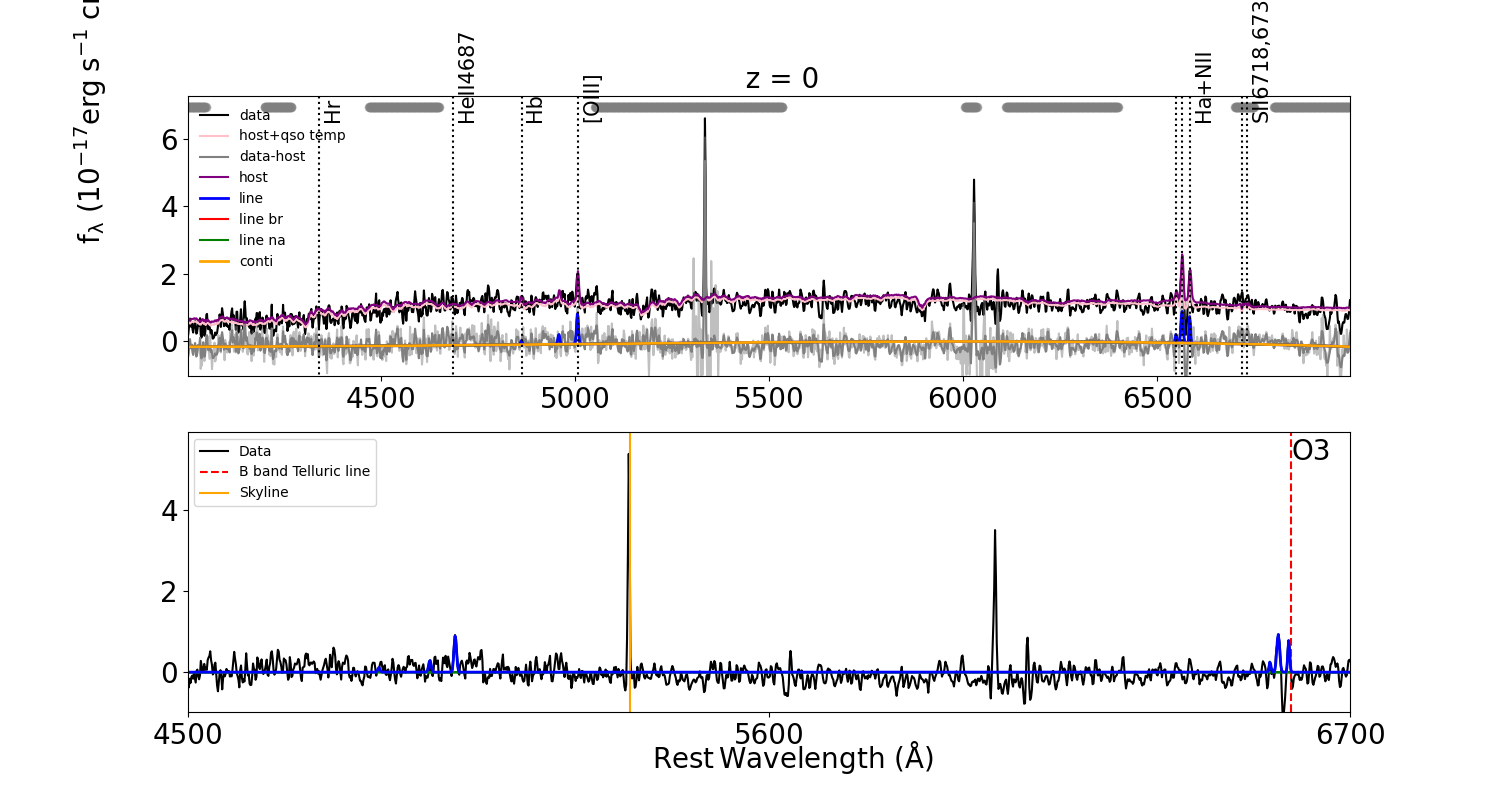 z = 0
Hr
HeII4687
Hb
[OIII]
Ha+NII
SII6718,673
f_λ (10^−17 erg s^−1 c
data
host+qso temp
data-host
host
line
line br
line na
conti
6
4
2
0
4500 5000 5500 6000 6500
Data
B band Telluric line
Skyline
O3
4
2
0
4500 5600 6700
Rest Wavelength (Å)